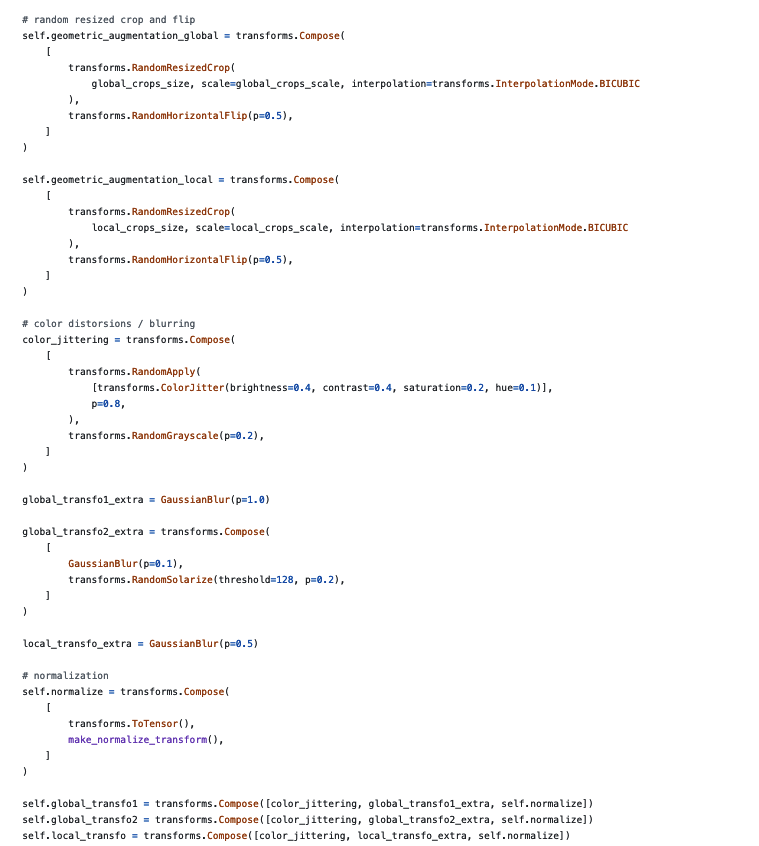 # random resized crop and flip
self.geometric_augmentation_global = transforms.Compose(
    [
        transforms.RandomResizedCrop(
            global_crops_size, scale=global_crops_scale, interpolation=transforms.InterpolationMode.BICUBIC
        ),
        transforms.RandomHorizontalFlip(p=0.5),
    ]
)

self.geometric_augmentation_local = transforms.Compose(
    [
        transforms.RandomResizedCrop(
            local_crops_size, scale=local_crops_scale, interpolation=transforms.InterpolationMode.BICUBIC
        ),
        transforms.RandomHorizontalFlip(p=0.5),
    ]
)

# color distorsions / blurring
color_jittering = transforms.Compose(
    [
        transforms.RandomApply(
            [transforms.ColorJitter(brightness=0.4, contrast=0.4, saturation=0.2, hue=0.1)],
            p=0.8,
        ),
        transforms.RandomGrayscale(p=0.2),
    ]
)

global_transfo1_extra = GaussianBlur(p=1.0)

global_transfo2_extra = transforms.Compose(
    [
        GaussianBlur(p=0.1),
        transforms.RandomSolarize(threshold=128, p=0.2),
    ]
)

local_transfo_extra = GaussianBlur(p=0.5)

# normalization
self.normalize = transforms.Compose(
    [
        transforms.ToTensor(),
        make_normalize_transform(),
    ]
)

self.global_transfo1 = transforms.Compose([color_jittering, global_transfo1_extra, self.normalize])
self.global_transfo2 = transforms.Compose([color_jittering, global_transfo2_extra, self.normalize])
self.local_transfo = transforms.Compose([color_jittering, local_transfo_extra, self.normalize])